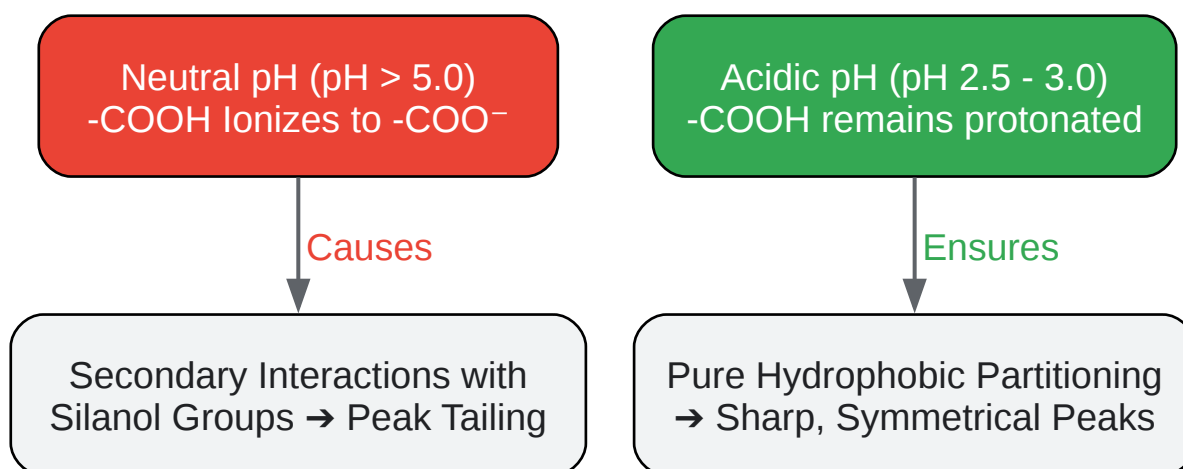 Neutral pH (pH > 5.0)
-COOH Ionizes to -COO⁻
Causes
Secondary Interactions with
Silanol Groups ➔ Peak Tailing
Acidic pH (pH 2.5 - 3.0)
-COOH remains protonated
Ensures
Pure Hydrophobic Partitioning
➔ Sharp, Symmetrical Peaks